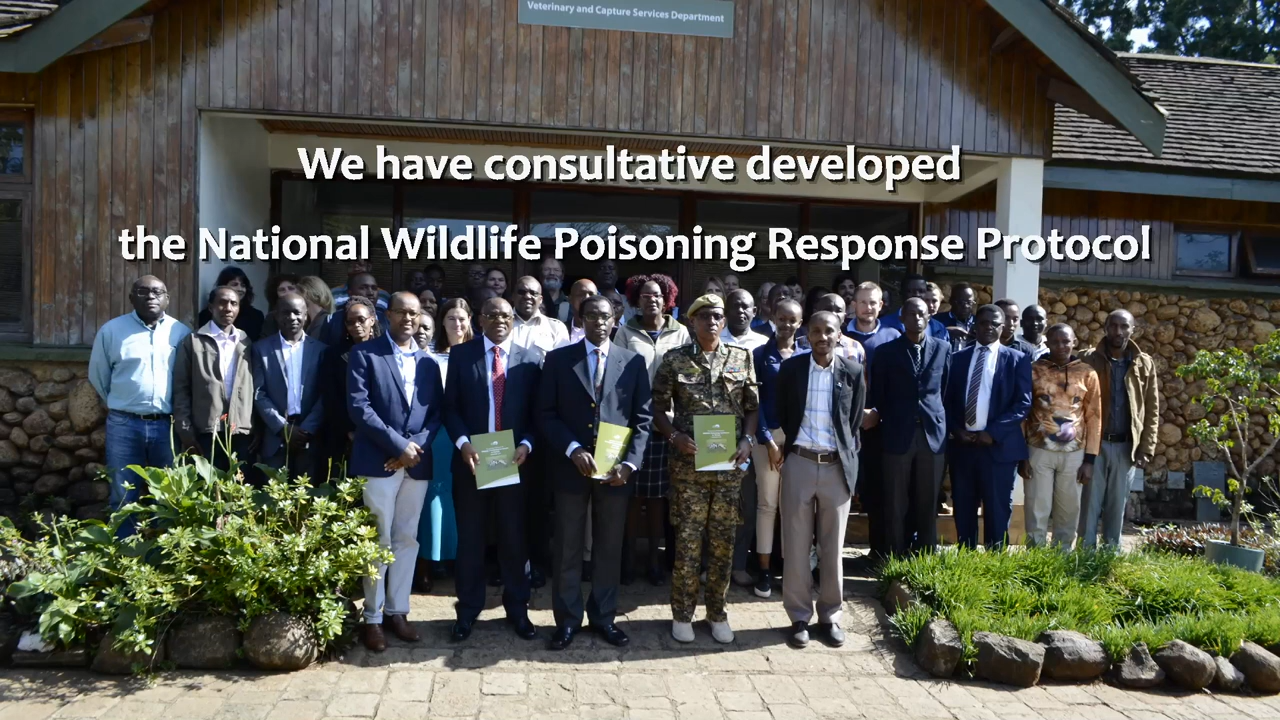 Veterinary and Capture Services Department
We have consultative developed
the National Wildlife Poisoning Response Protocol